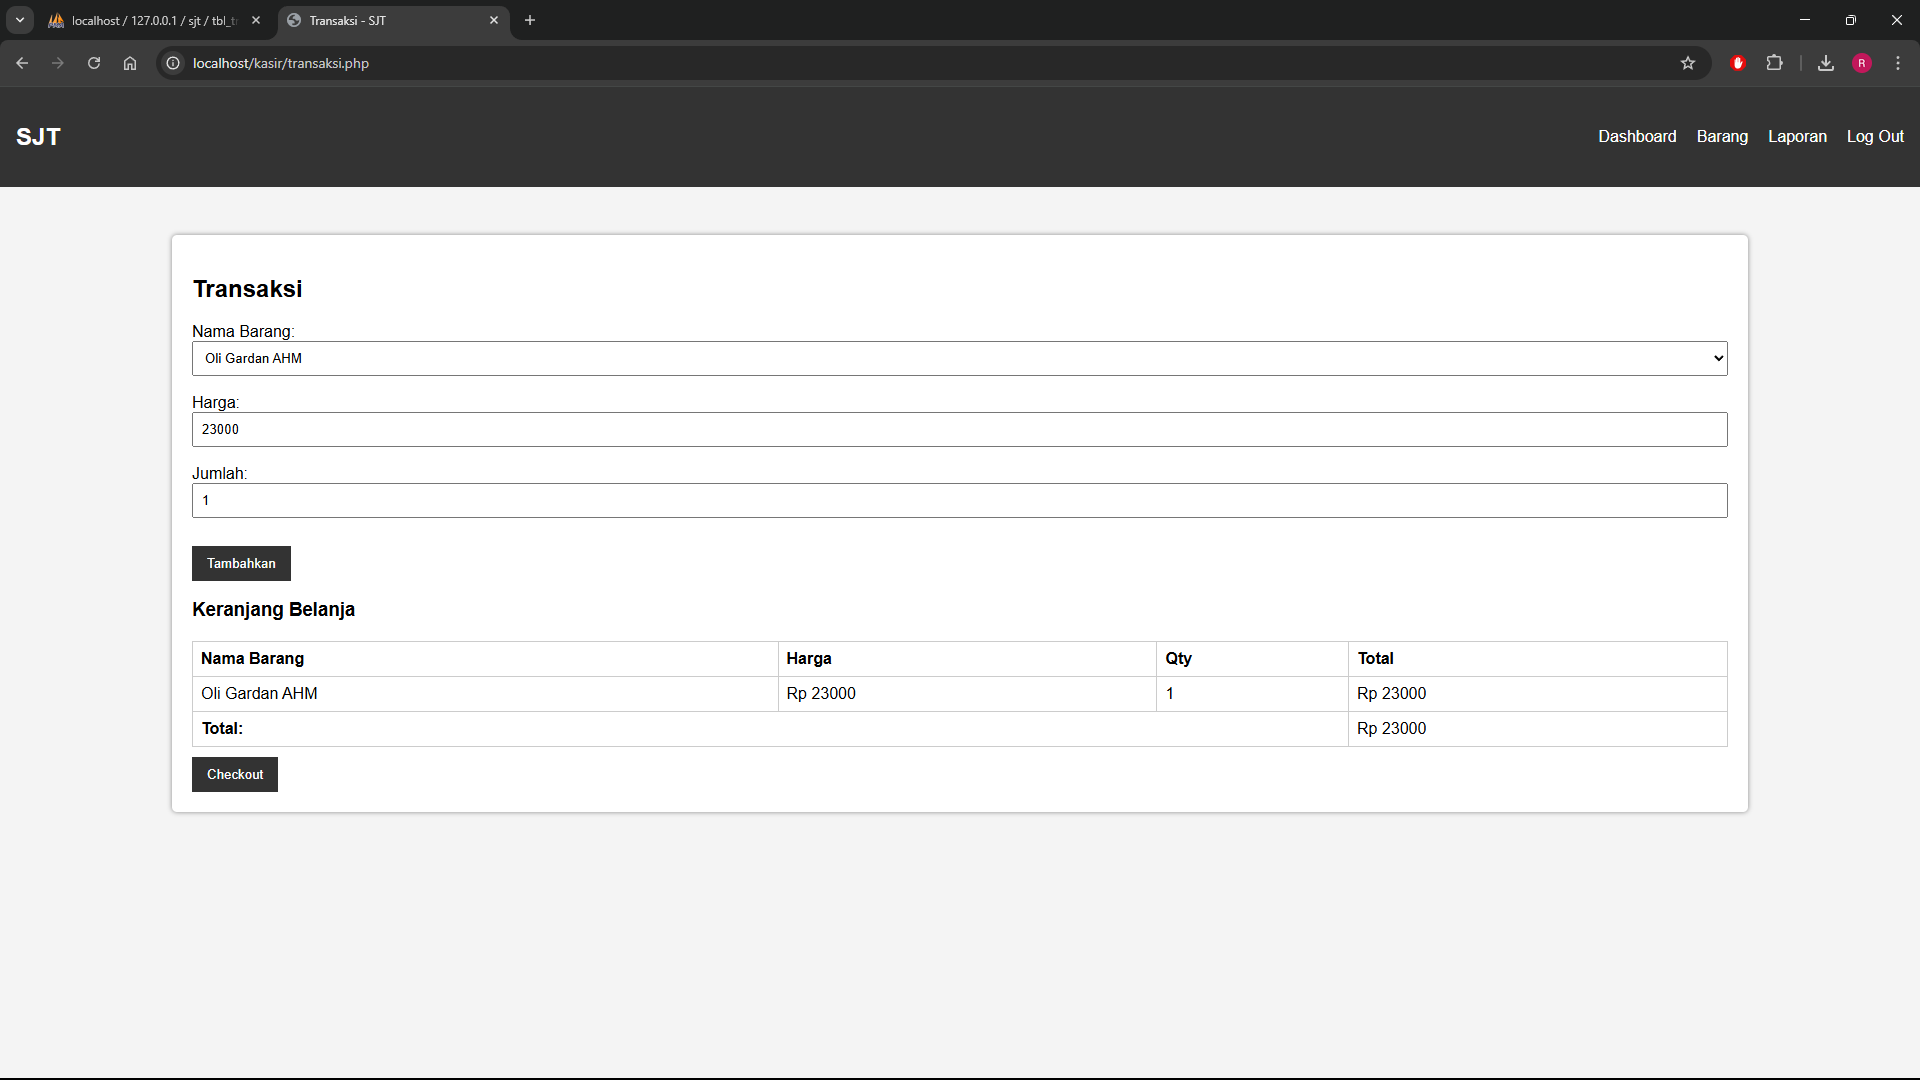 localhost / 127.0.0.1 / sjt / tbl_t
Transaksi - SJT
localhost/kasir/transaksi.php
R
SJT
Dashboard Barang Laporan Log Out
Transaksi
Nama Barang:
Oli Gardan AHM
Harga:
23000
Jumlah:
1
Tambahkan
Keranjang Belanja
Nama Barang Harga Qty Total
Oli Gardan AHM Rp 23000 1 Rp 23000
Total: Rp 23000
Checkout